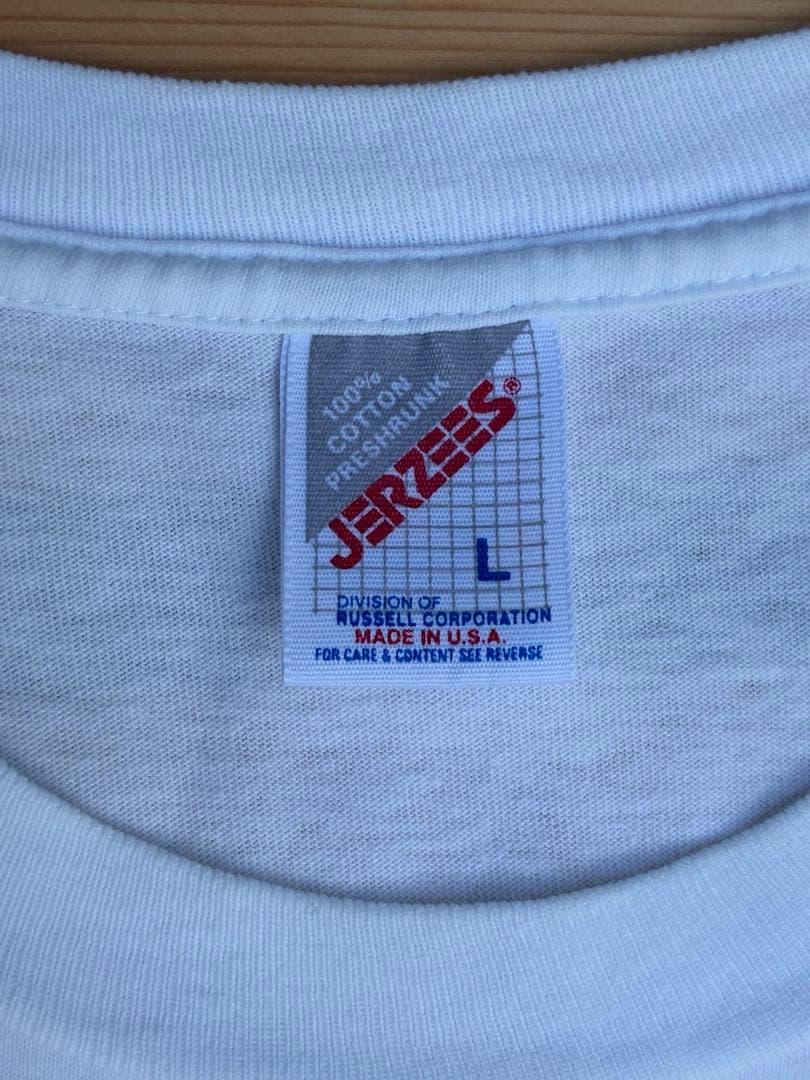 100%
COTTON
PRESHRUNK
JERZEES®
L
DIVISION OF
RUSSELL CORPORATION
MADE IN U.S.A.
FOR CARE & CONTENT SEE REVERSE